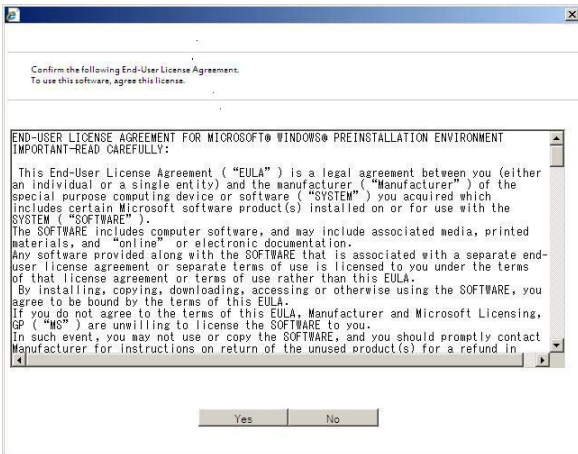 Confirm the following End-User License Agreement.
To use this software, agree this license.
END-USER LICENSE AGREEMENT FOR MICROSOFT® WINDOWS® PREINSTALLATION ENVIRONMENT
IMPORTANT-READ CAREFULLY:
This End-User License Agreement ( “EULA” ) is a legal agreement between you (either
an individual or a single entity) and the manufacturer ( “Manufacturer” ) of the
special purpose computing device or software ( “SYSTEM” ) you acquired which
includes certain Microsoft software product(s) installed on or for use with the
SYSTEM ( “SOFTWARE” ).
The SOFTWARE includes computer software, and may include associated media, printed
materials, and “online” or electronic documentation.
Any software provided along with the SOFTWARE that is associated with a separate end-
user license agreement or separate terms of use is licensed to you under the terms
of that license agreement or terms of use rather than this EULA.
By installing, copying, downloading, accessing or otherwise using the SOFTWARE, you
agree to be bound by the terms of this EULA.
If you do not agree to the terms of this EULA, Manufacturer and Microsoft Licensing,
GP ( “MS” ) are unwilling to license the SOFTWARE to you.
In such event, you may not use or copy the SOFTWARE, and you should promptly contact
Manufacturer for instructions on return of the unused product(s) for a refund in
Yes
No